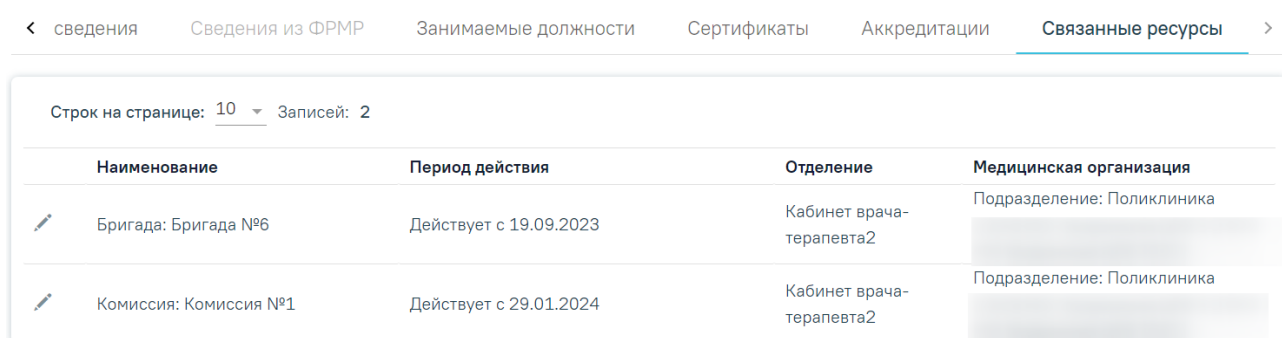 сведения Сведения из ФРМР Занимаемые должности Сертификаты Аккредитации Связанные ресурсы
Строк на странице: 10 Записей: 2
Наименование Период действия Отделение Медицинская организация
Бригада: Бригада №6 Действует с 19.09.2023 Кабинет врача-терапевта2 Подразделение: Поликлиника
Комиссия: Комиссия №1 Действует с 29.01.2024 Кабинет врача-терапевта2 Подразделение: Поликлиника